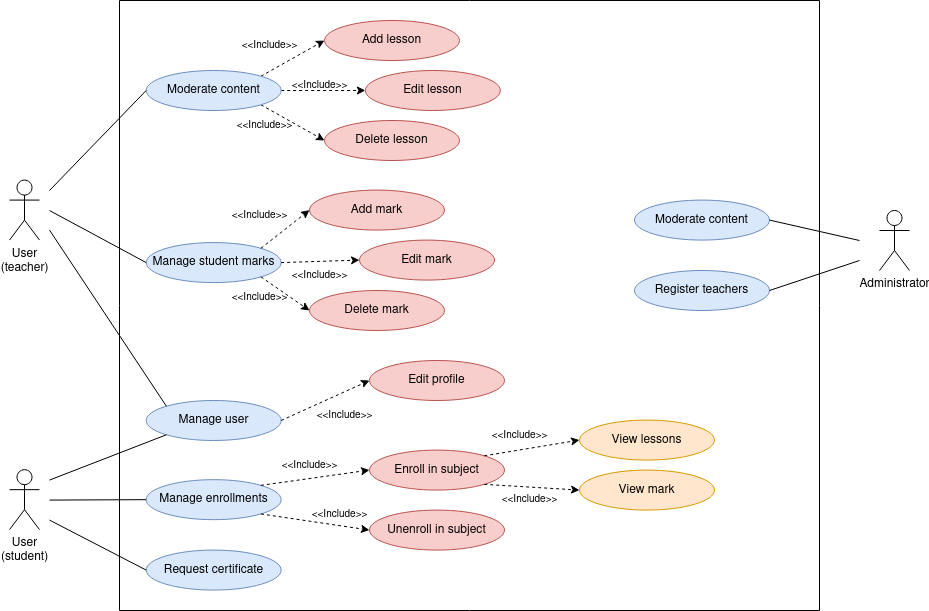 <<Include>>
Add lesson
Moderate content
<<Include>>
Edit lesson
<<Include>>
Delete lesson
User
(teacher)
<<Include>>
Add mark
Manage student marks
<<Include>>
Edit mark
<<Include>>
Delete mark
Moderate content
Register teachers
Administrator
Manage user
<<Include>>
Edit profile
User
(student)
Manage enrollments
<<Include>>
Enroll in subject
<<Include>>
View lessons
<<Include>>
View mark
<<Include>>
Unenroll in subject
Request certificate